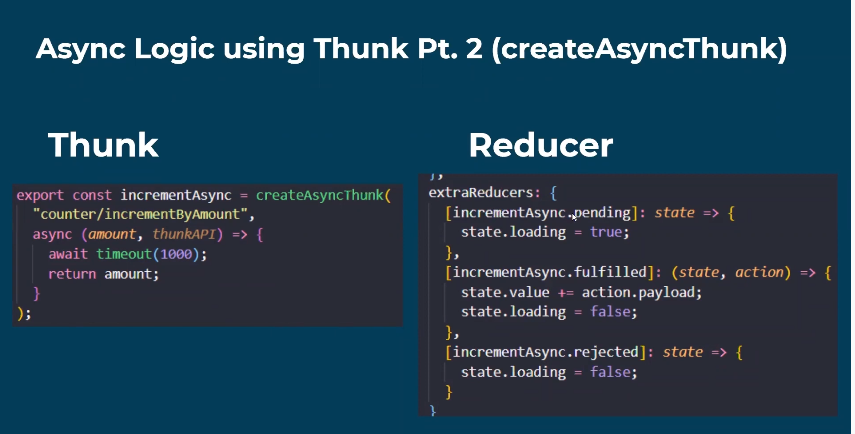 Async Logic using Thunk Pt. 2 (createAsyncThunk)
Thunk
export const incrementAsync = createAsyncThunk(
"counter/incrementByAmount",
async (amount, thunkAPI) => {
await timeout(1000);
return amount;
}
);
Reducer
},
extraReducers: {
[incrementAsync.pending]: state => {
state.loading = true;
},
[incrementAsync.fulfilled]: (state, action) => {
state.value += action.payload;
state.loading = false;
},
[incrementAsync.rejected]: state => {
state.loading = false;
}
}